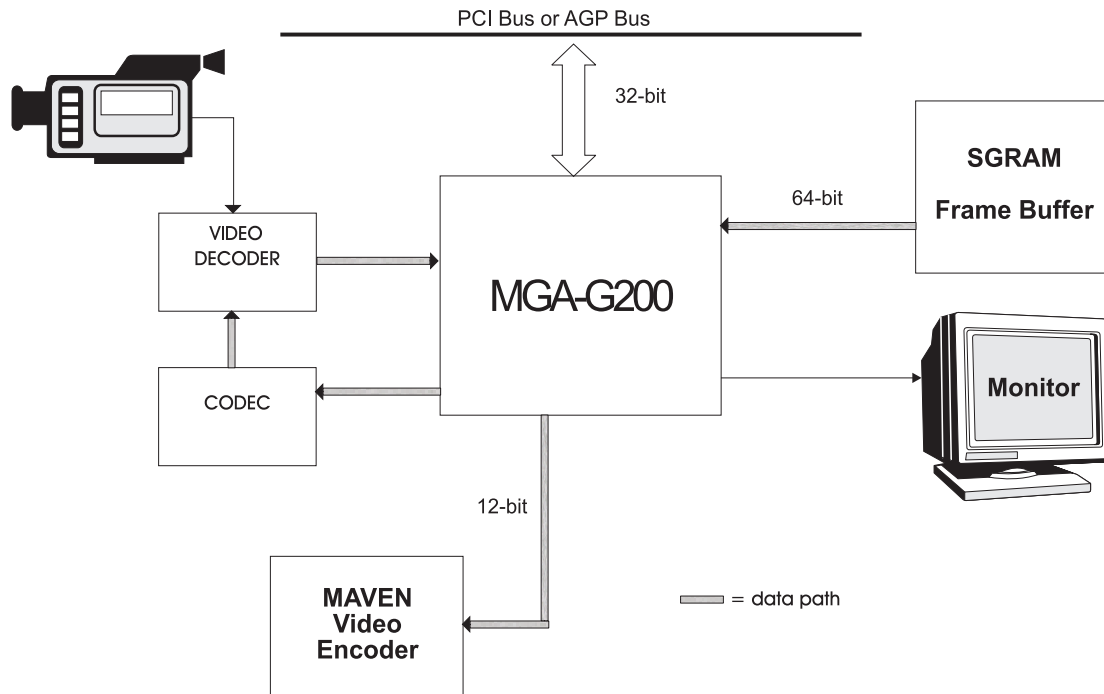 PCI Bus or AGP Bus
32-bit
SGRAM
Frame Buffer
64-bit
VIDEO
DECODER
MGA-G200
Monitor
CODEC
12-bit
MAVEN
Video
Encoder
= data path